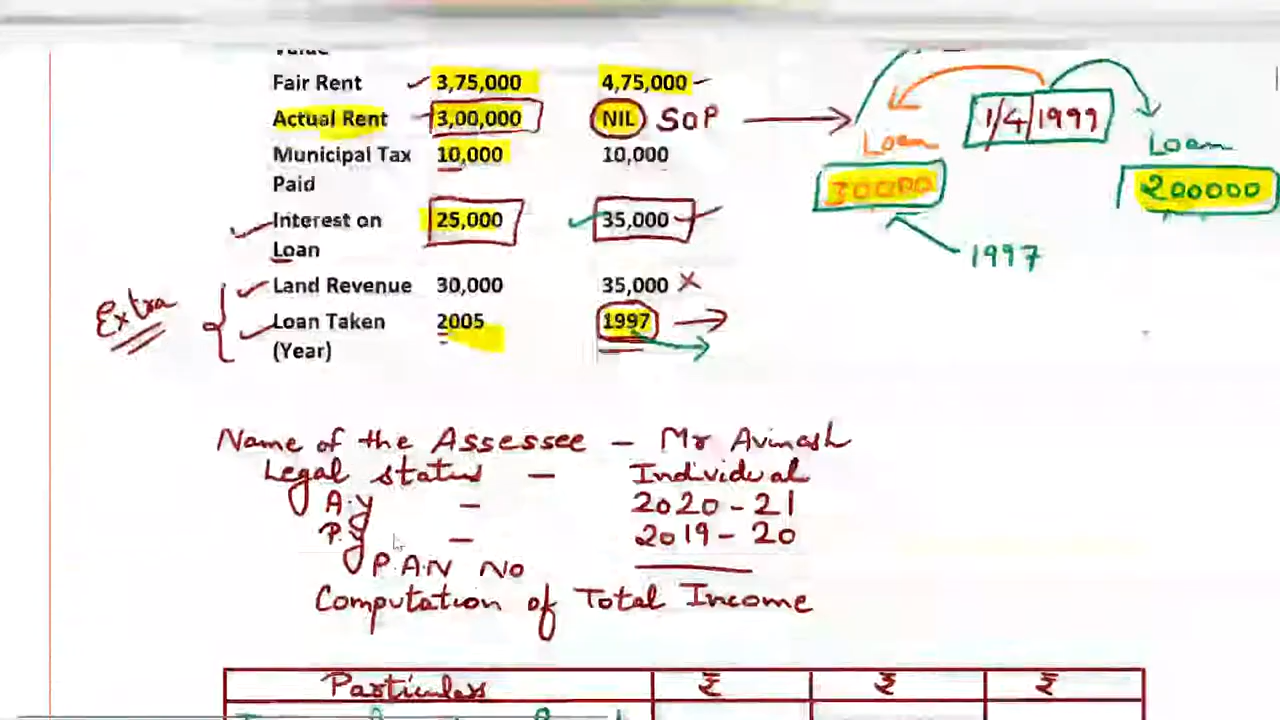 Value
Fair Rent 3,75,000 4,75,000
Actual Rent 3,00,000 NIL SOP
1/4/1999
Loan Loan
Municipal Tax 10,000 10,000
Paid
30000 200000
Interest on 25,000 35,000
Loan
1997
Land Revenue 30,000 35,000
Extra
Loan Taken 2005 1997
(Year)
Name of the Assessee - Mr Avinash
Legal status - Individual
A.y - 2020-21
P.y - 2019-20
P.A.N No
Computation of Total Income
Particulars ₹ ₹ ₹